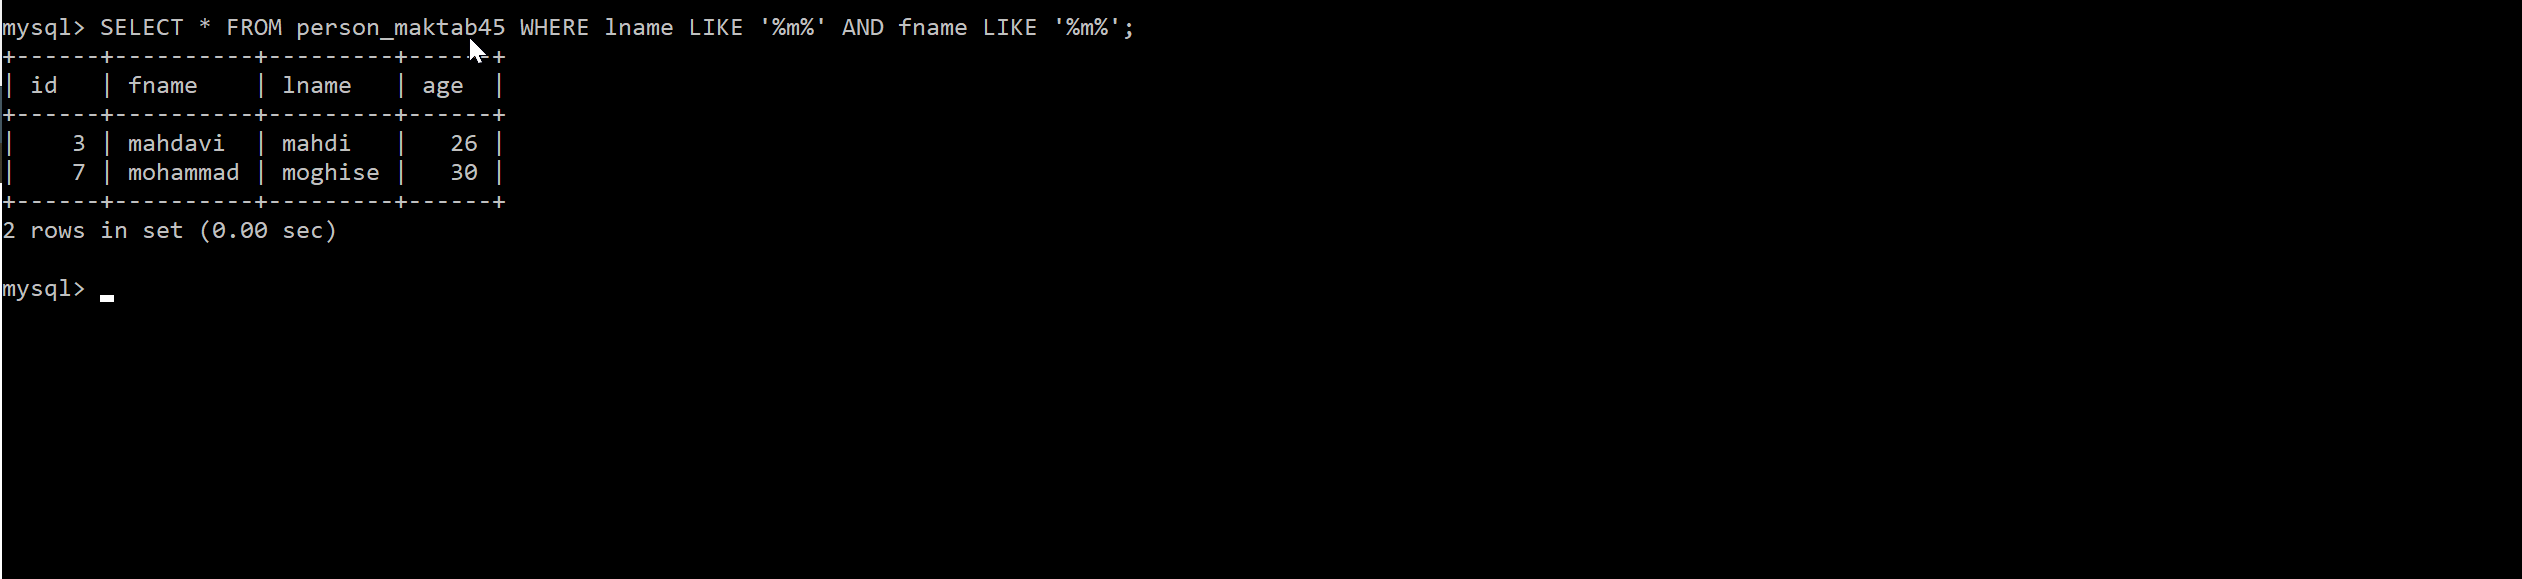 mysql> SELECT * FROM person_maktab45 WHERE lname LIKE '%m%' AND fname LIKE '%m%';
+------+----------+---------+------+
| id   | fname    | lname   | age  |
+------+----------+---------+------+
|    3 | mahdavi  | mahdi   |   26 |
|    7 | mohammad | moghise |   30 |
+------+----------+---------+------+
2 rows in set (0.00 sec)
mysql>